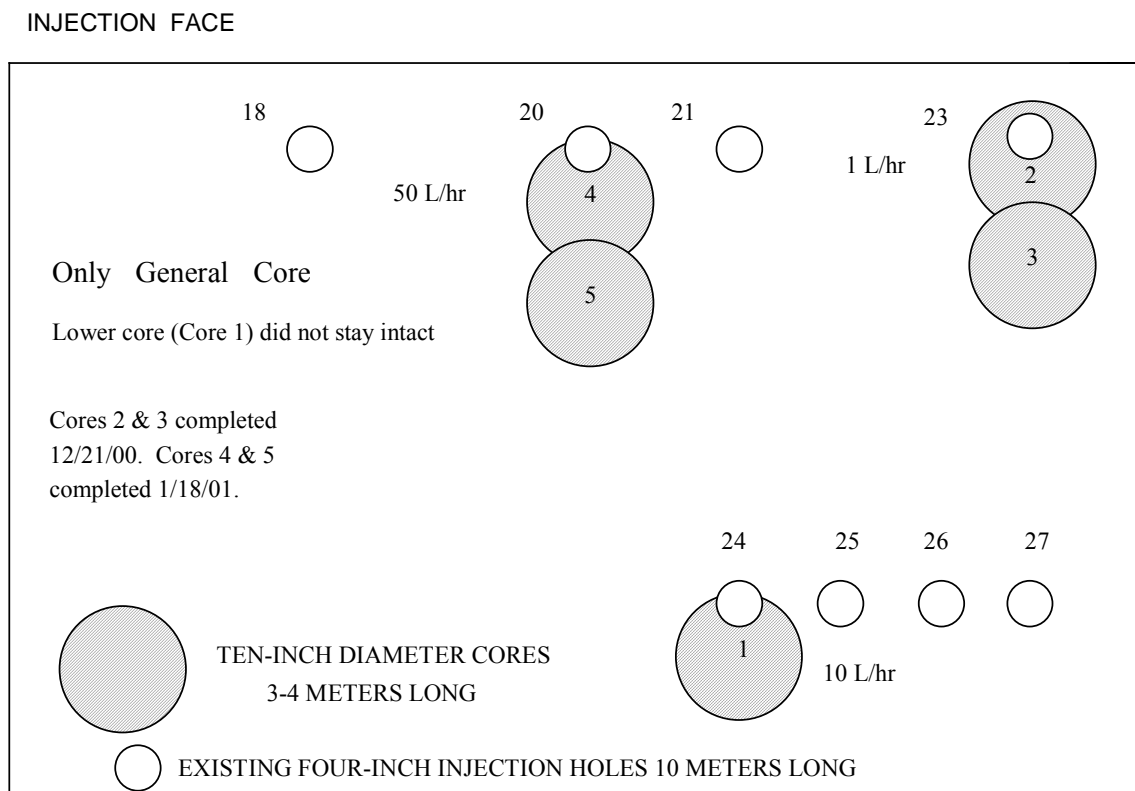 INJECTION FACE
18
20
21
23
50 L/hr
1 L/hr
4
2
5
3
Only General Core
Lower core (Core 1) did not stay intact
Cores 2 & 3 completed
12/21/00. Cores 4 & 5
completed 1/18/01.
24
25
26
27
1
10 L/hr
TEN-INCH DIAMETER CORES
3-4 METERS LONG
EXISTING FOUR-INCH INJECTION HOLES 10 METERS LONG